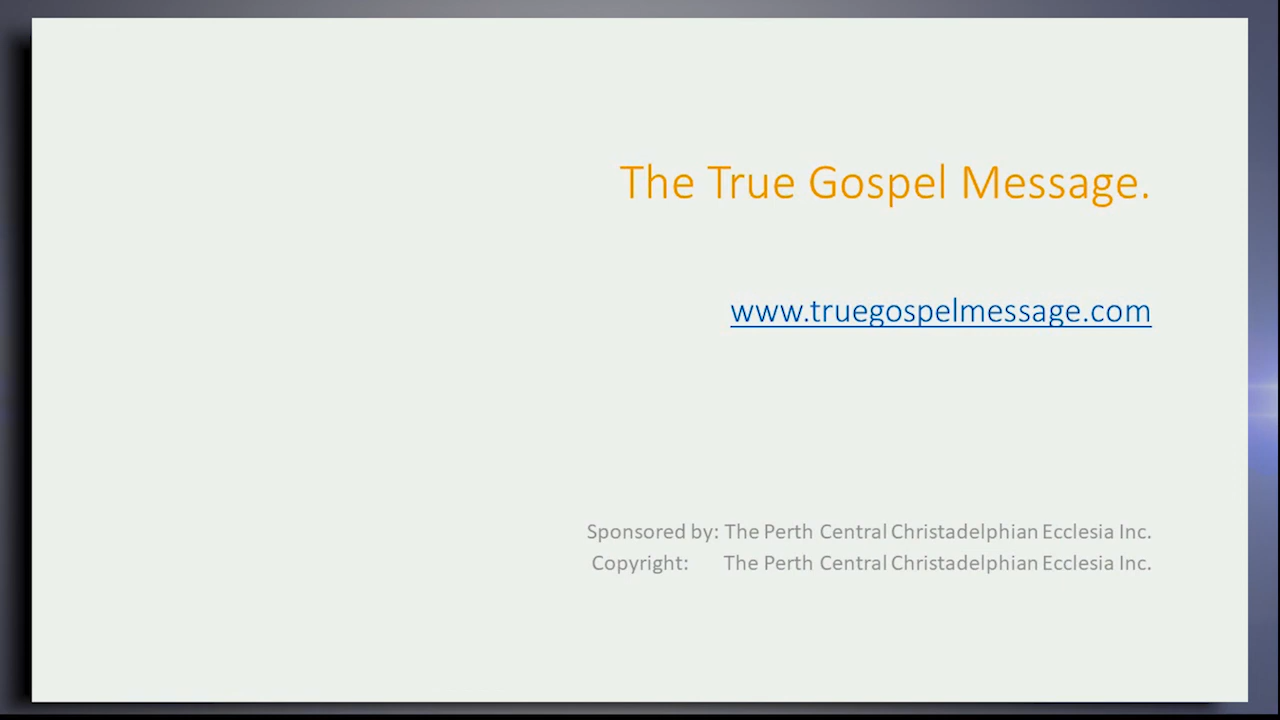 The True Gospel Message.
www.truegospelmessage.com
Sponsored by: The Perth Central Christadelphian Ecclesia Inc.
Copyright: The Perth Central Christadelphian Ecclesia Inc.